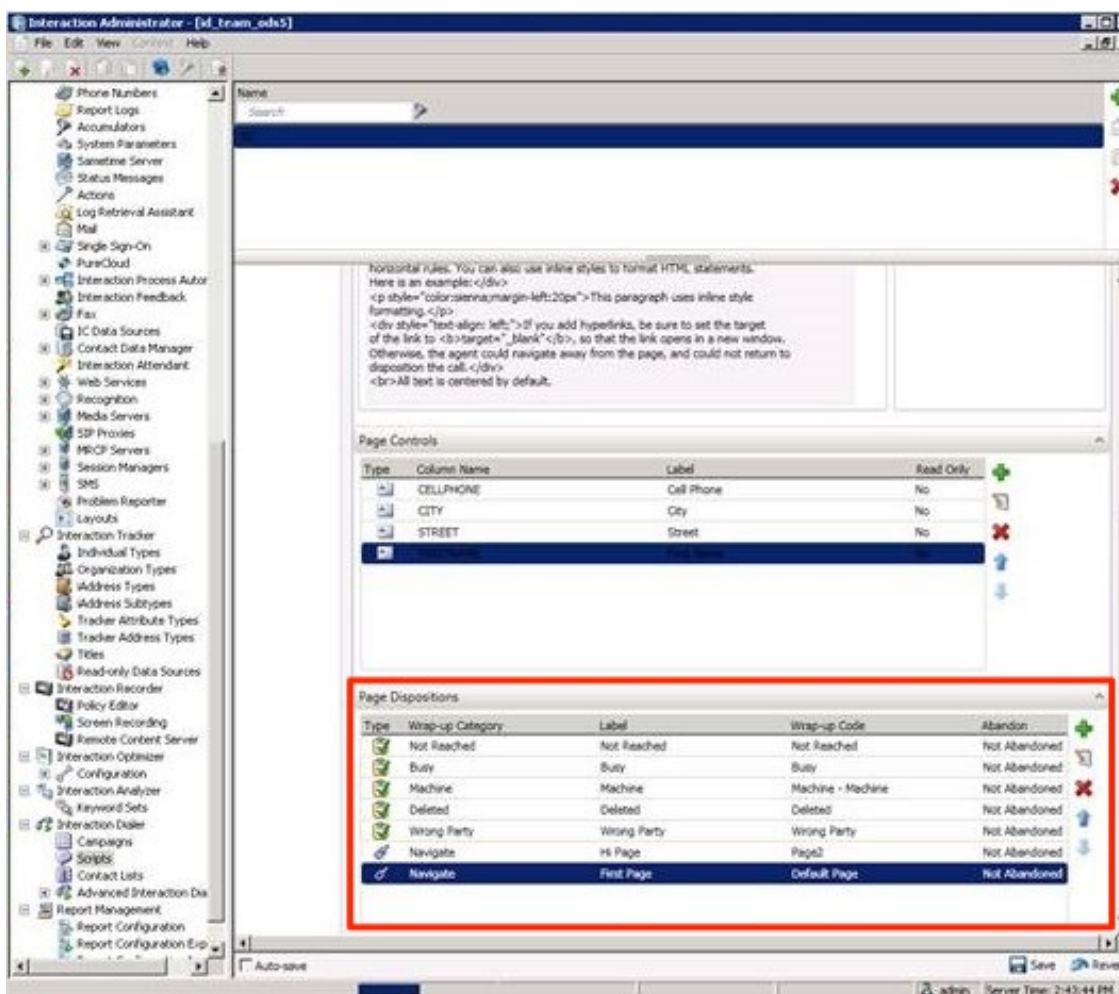 Interaction Administrator - [id_team_ods5]
File Edit View Context Help
Phone Numbers
Report Logs
Accumulators
System Parameters
Sametime Server
Status Messages
Actions
Log Retrieval Assistant
Mail
Single Sign-On
PureCloud
Interaction Process Autor
Interaction Feedback
Fax
IC Data Sources
Contact Data Manager
Interaction Attendant
Web Services
Recognition
Media Servers
SIP Proxies
MRCP Servers
Session Managers
SMS
Problem Reporter
Layouts
Interaction Tracker
Individual Types
Organization Types
iAddress Types
iAddress Subtypes
Tracker Attribute Types
Tracker Address Types
Titles
Read-only Data Sources
Interaction Recorder
Policy Editor
Screen Recording
Remote Content Server
Interaction Optimizer
Configuration
Interaction Analyzer
Keyword Sets
Interaction Dialer
Campaigns
Scripts
Contact Lists
Advanced Interaction Dia
Report Management
Report Configuration
Report Configuration Exp
Name
Search
horizontal rules. You can also use inline styles to format HTML statements.
Here is an example:</div>
<p style="color:sienna;margin-left:20px">This paragraph uses inline style
formatting.</p>
<div style="text-align: left;">If you add hyperlinks, be sure to set the target
of the link to <b>target="_blank"</b>, so that the link opens in a new window.
Otherwise, the agent could navigate away from the page, and could not return to
disposition the call.</div>
<br>All text is centered by default.
Page Controls
Type Column Name Label Read Only
CELLPHONE Cell Phone No
CITY City No
STREET Street No
First Name No
Page Dispositions
Type Wrap-up Category Label Wrap-up Code Abandon
Not Reached Not Reached Not Reached Not Abandoned
Busy Busy Busy Not Abandoned
Machine Machine Machine - Machine Not Abandoned
Deleted Deleted Deleted Not Abandoned
Wrong Party Wrong Party Wrong Party Not Abandoned
Navigate Hi Page Page2 Not Abandoned
Navigate First Page Default Page Not Abandoned
Auto-save Save Reve
admin Server Time: 2:43:44 PM